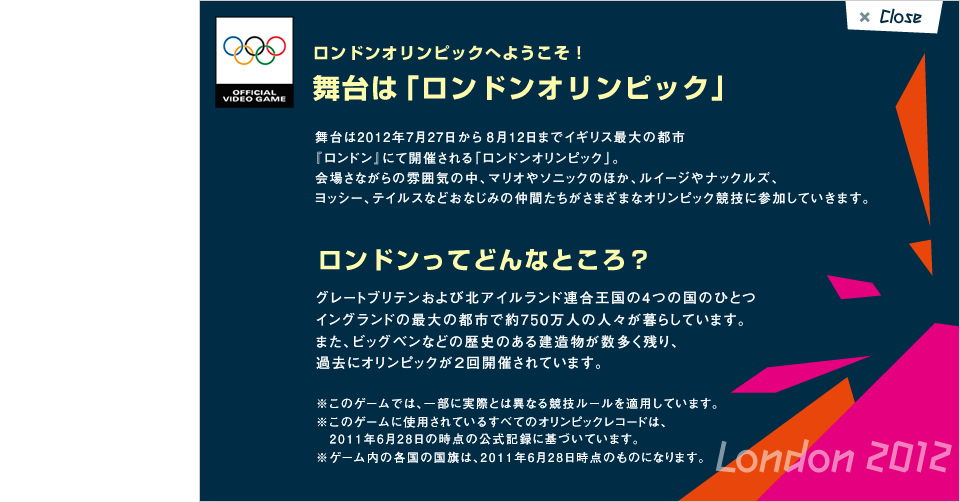 × Close
OFFICIAL
VIDEO GAME
ロンドンオリンピックへようこそ！
舞台は「ロンドンオリンピック」
舞台は2012年7月27日から８月12日までイギリス最大の都市
『ロンドン』にて開催される「ロンドンオリンピック」。
会場さながらの雰囲気の中、マリオやソニックのほか、ルイージやナックルズ、
ヨッシー、テイルスなどおなじみの仲間たちがさまざまなオリンピック競技に参加していきます。
ロンドンってどんなところ？
グレートブリテンおよび北アイルランド連合王国の4つの国のひとつ
イングランドの最大の都市で約750万人の人々が暮らしています。
また、ビッグベンなどの歴史のある建造物が数多く残り、
過去にオリンピックが２回開催されています。
※このゲームでは、一部に実際とは異なる競技ルールを適用しています。
※このゲームに使用されているすべてのオリンピックレコードは、
2011年6月28日の時点の公式記録に基づいています。
※ゲーム内の各国の国旗は、2011年6月28日時点のものになります。
London 2012